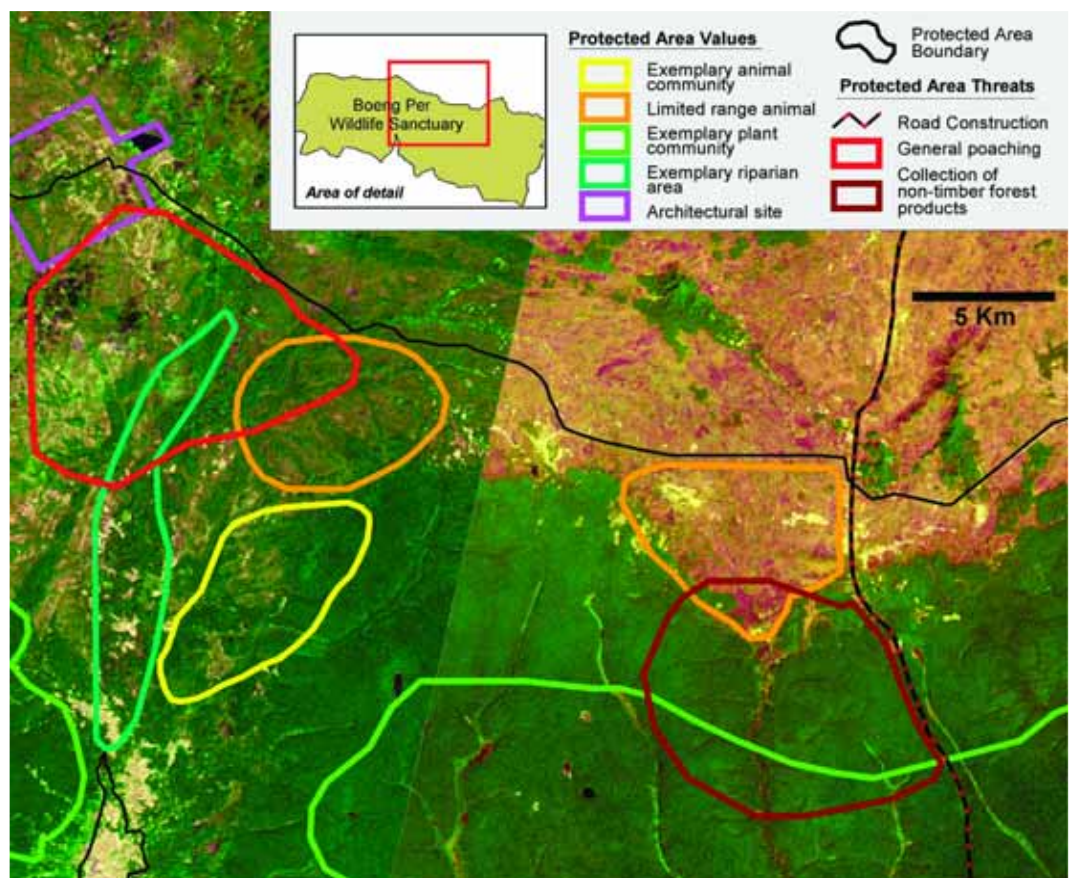 Boeng Per
Wildlife Sanctuary
Area of detail
Protected Area Values
Exemplary animal
community
Limited range animal
Exemplary plant
community
Exemplary riparian
area
Architectural site
Protected Area
Boundary
Protected Area Threats
Road Construction
General poaching
Collection of
non-timber forest
products
5 Km